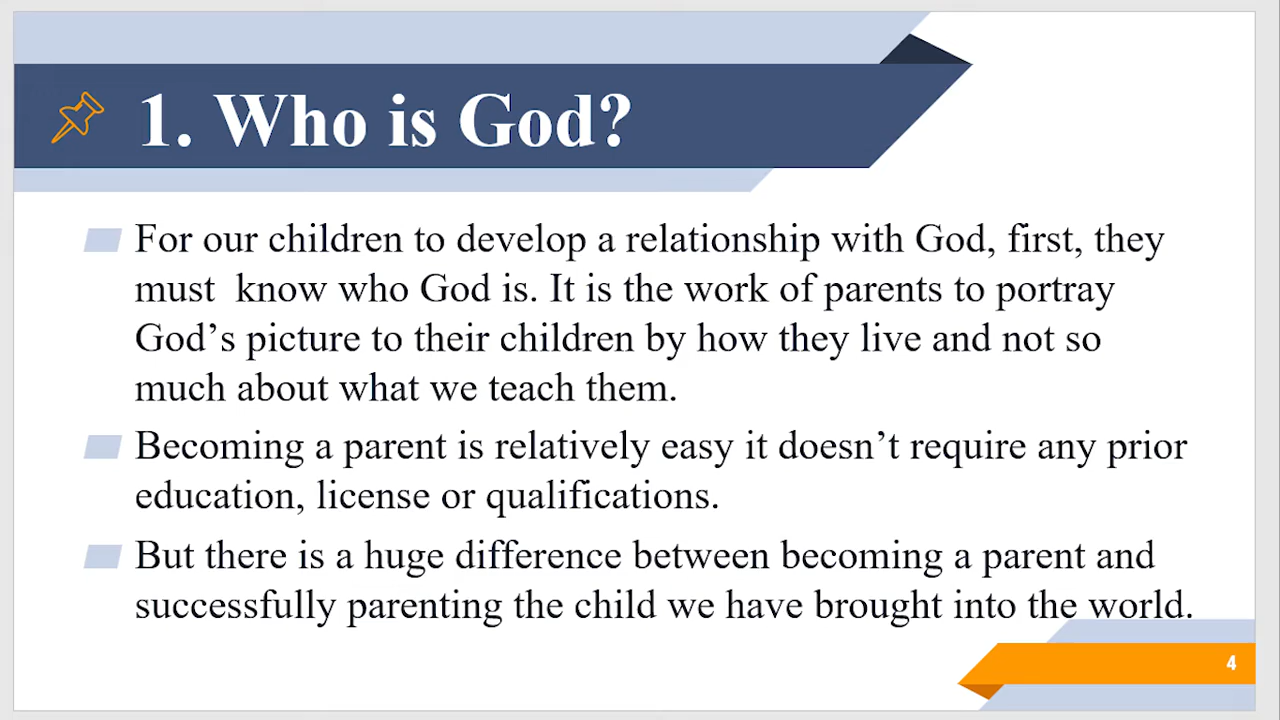 1. Who is God?
For our children to develop a relationship with God, first, they
must  know who God is. It is the work of parents to portray
God’s picture to their children by how they live and not so
much about what we teach them.
Becoming a parent is relatively easy it doesn’t require any prior
education, license or qualifications.
But there is a huge difference between becoming a parent and
successfully parenting the child we have brought into the world.
4